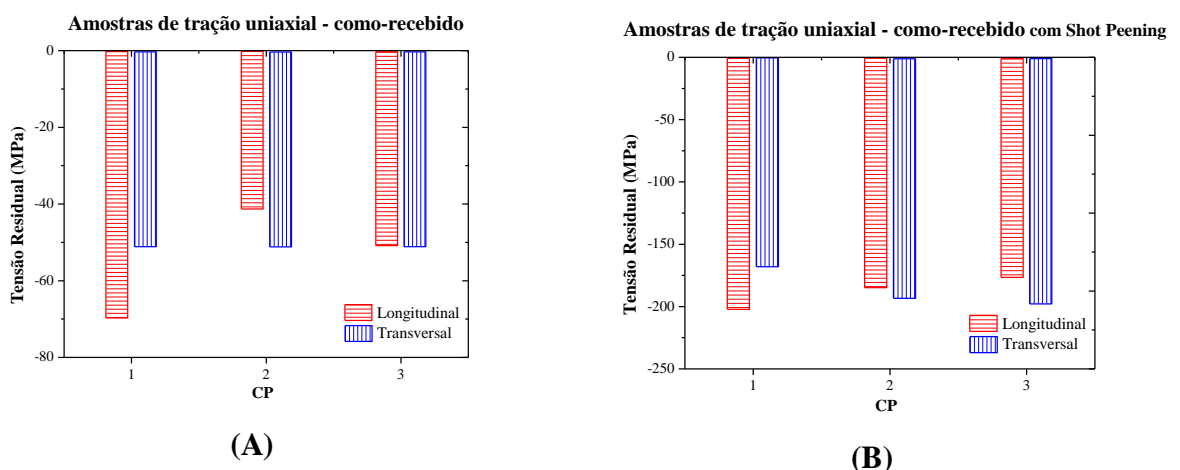 Amostras de tração uniaxial - como-recebido
0
-20
-40
-60
-80
Tensão Residual (MPa)
Longitudinal
Transversal
1
2
3
CP
(A)
Amostras de tração uniaxial - como-recebido com Shot Peening
0
-50
-100
-150
-200
-250
Tensão Residual (MPa)
Longitudinal
Transversal
1
2
3
CP
(B)